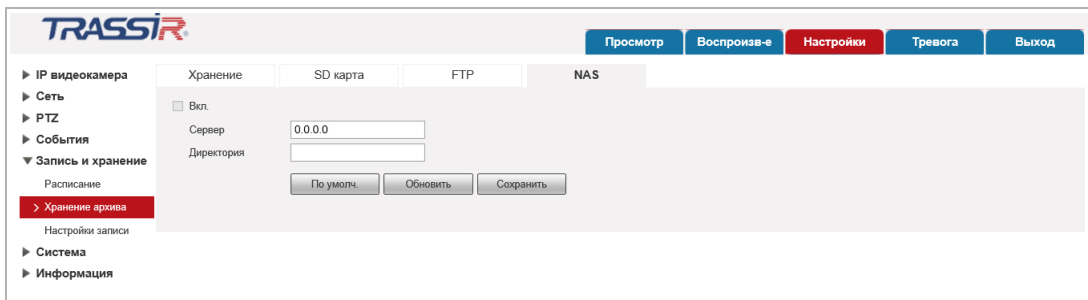 TRASSIR
Просмотр Воспроизв-е Настройки Тревога Выход
IP видеокамера
Сеть
PTZ
События
Запись и хранение
Расписание
Хранение архива
Настройки записи
Система
Информация
Хранение SD карта FTP NAS
Вкл.
Сервер 0.0.0.0
Директория
По умолч. Обновить Сохранить